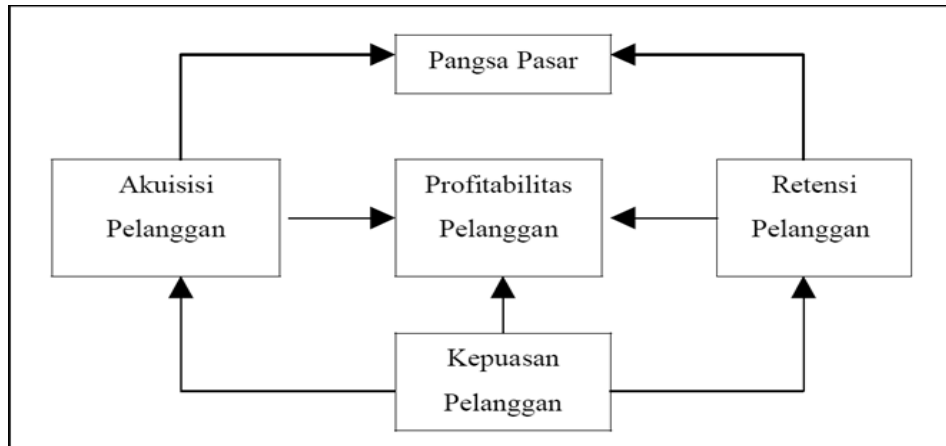 Pangsa Pasar
Akuisisi
Pelanggan
Profitabilitas
Pelanggan
Retensi
Pelanggan
Kepuasan
Pelanggan